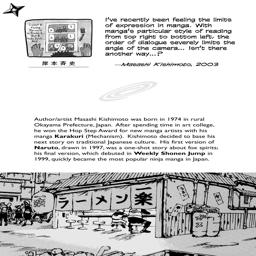 I've recently been feeling the limits
of expression in manga. With
manga's particular style of reading
from top right to bottom left, the
order of dialogue severely limits the
angle of the camera... Isn't there
another way...?
—Masashi Kishimoto, 2003
岸本斉史
Author/artist Masashi Kishimoto was born in 1974 in rural
Okayama Prefecture, Japan. After spending time in art college,
he won the Hop Step Award for new manga artists with his
manga Karakuri (Mechanism). Kishimoto decided to base his
next story on traditional Japanese culture. His first version of
Naruto, drawn in 1997, was a one-shot story about fox spirits;
his final version, which debuted in Weekly Shonen Jump in
1999, quickly became the most popular ninja manga in Japan.
ラーメン
楽